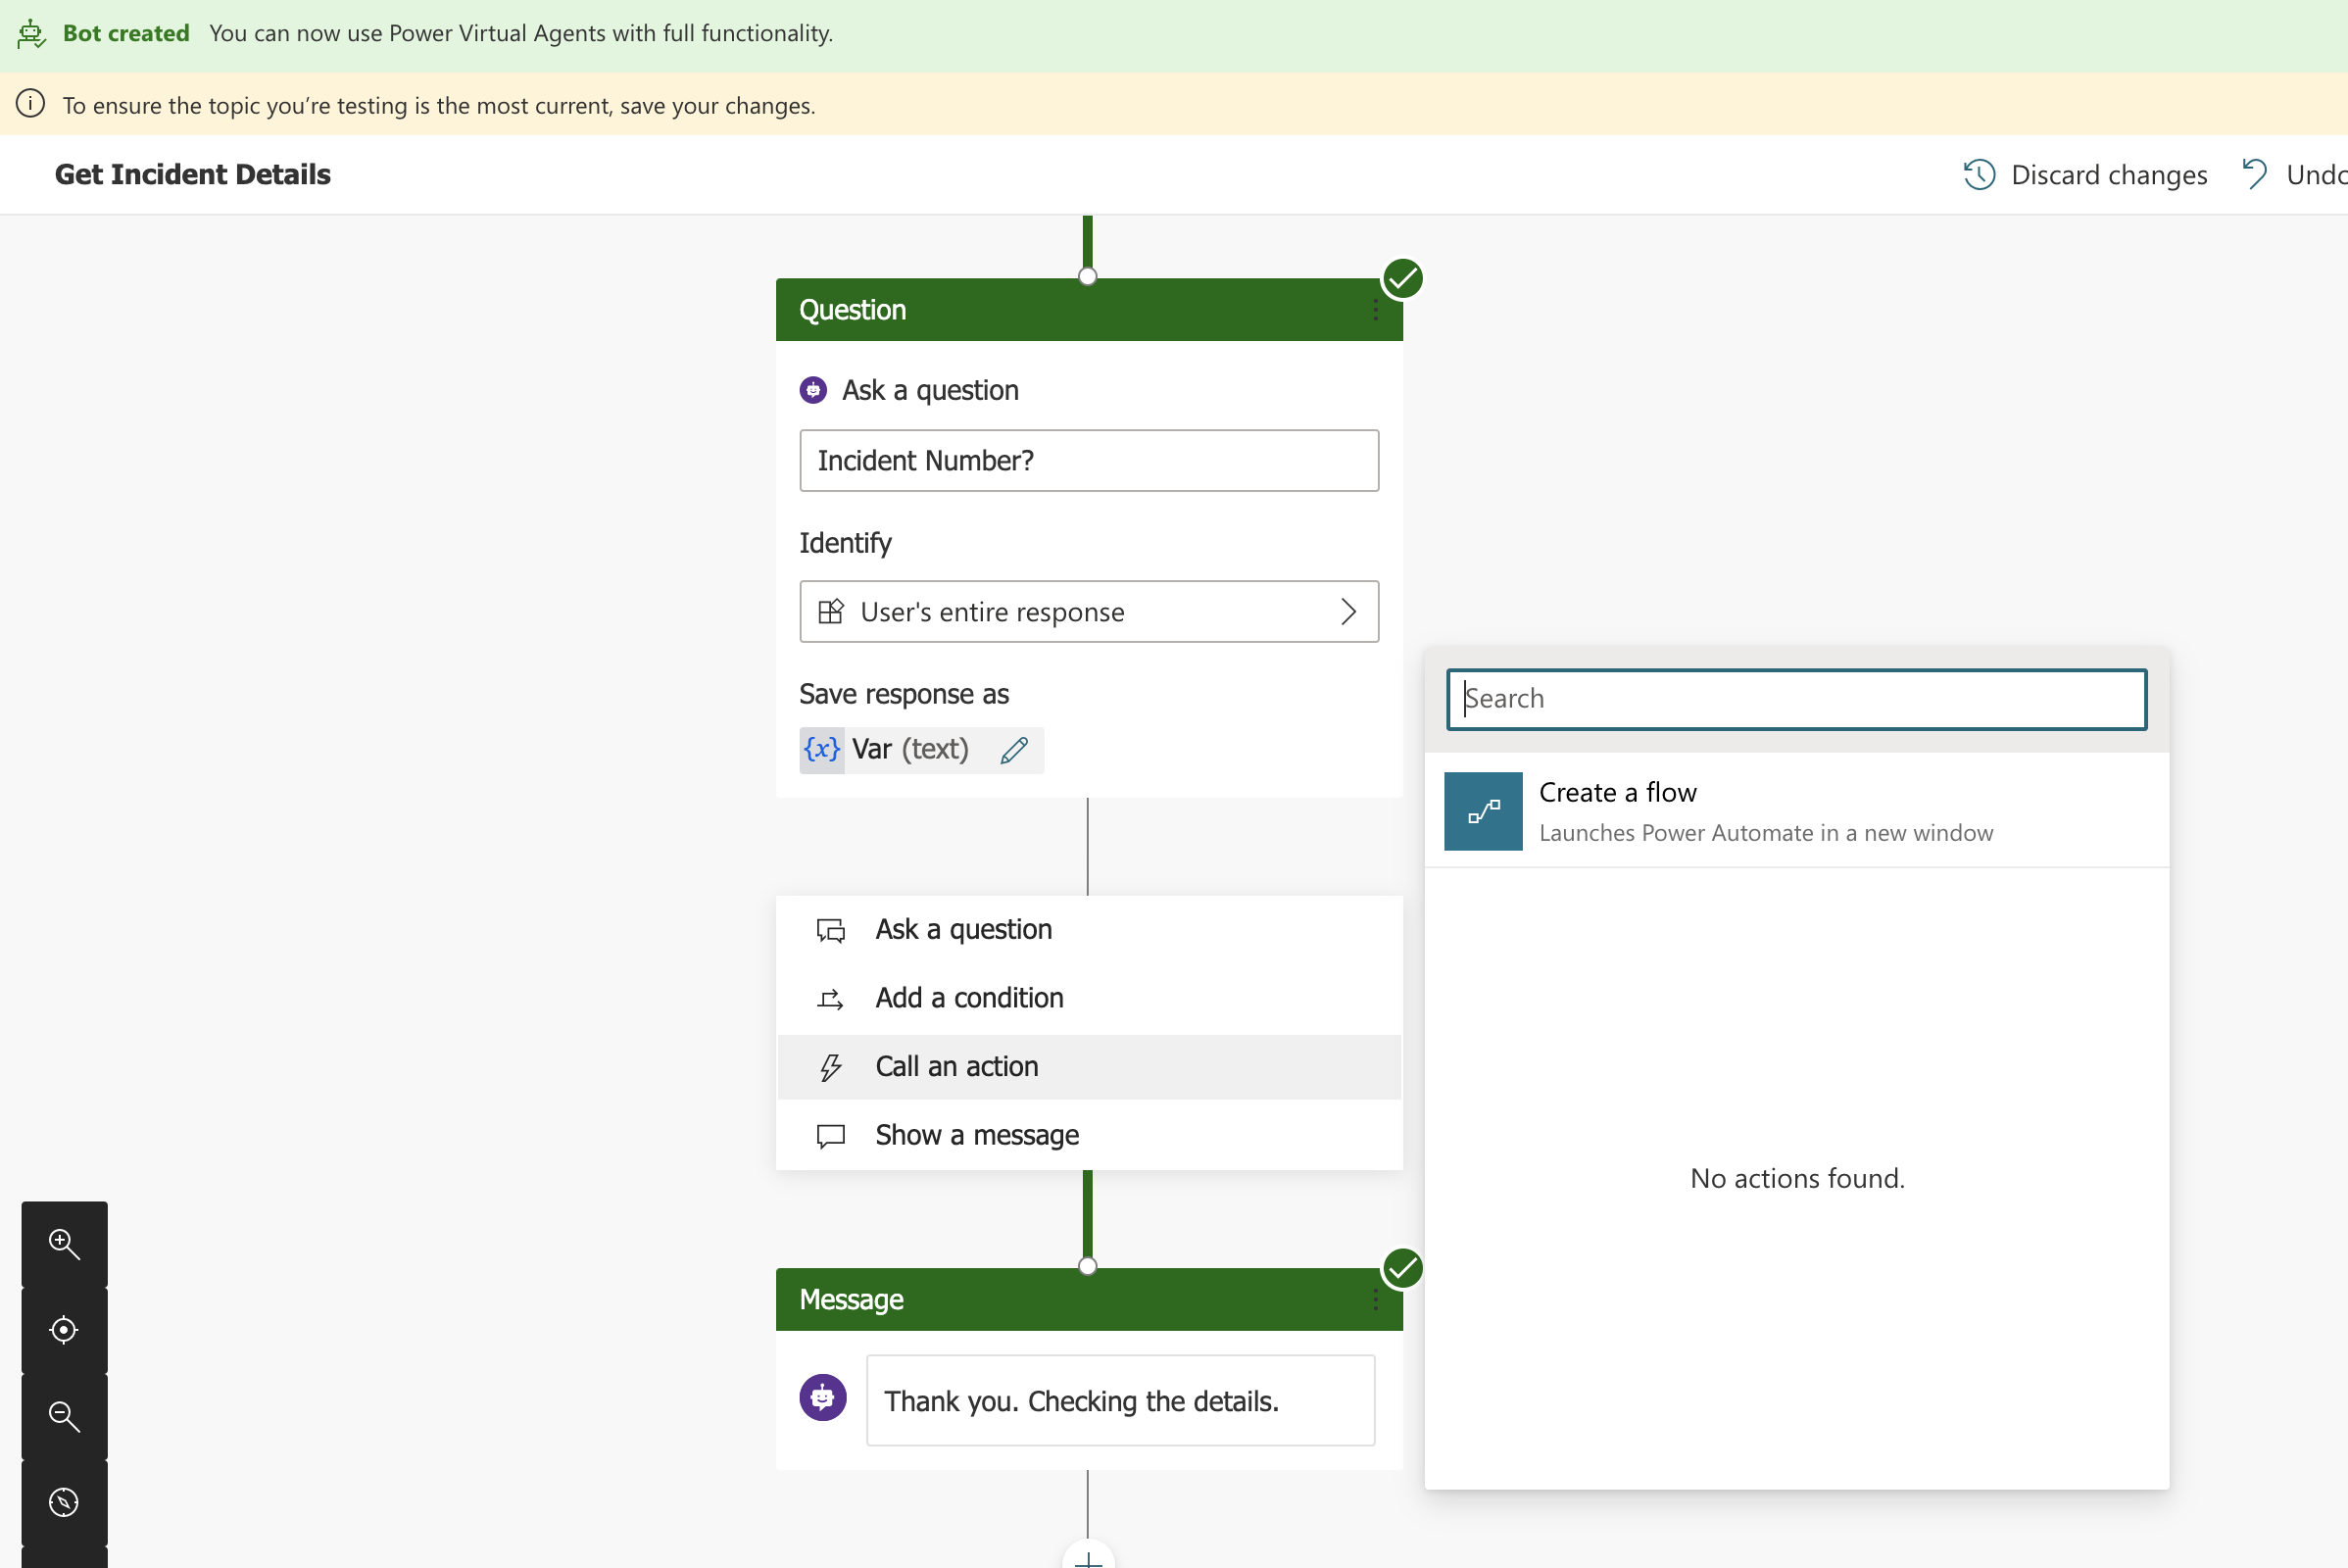 Bot created You can now use Power Virtual Agents with full functionality.
To ensure the topic you’re testing is the most current, save your changes.
Get Incident Details
Discard changes
Undo
Question
Ask a question
Incident Number?
Identify
User's entire response
Save response as
{x} Var (text)
Ask a question
Add a condition
Call an action
Show a message
Search
Create a flow
Launches Power Automate in a new window
No actions found.
Message
Thank you. Checking the details.